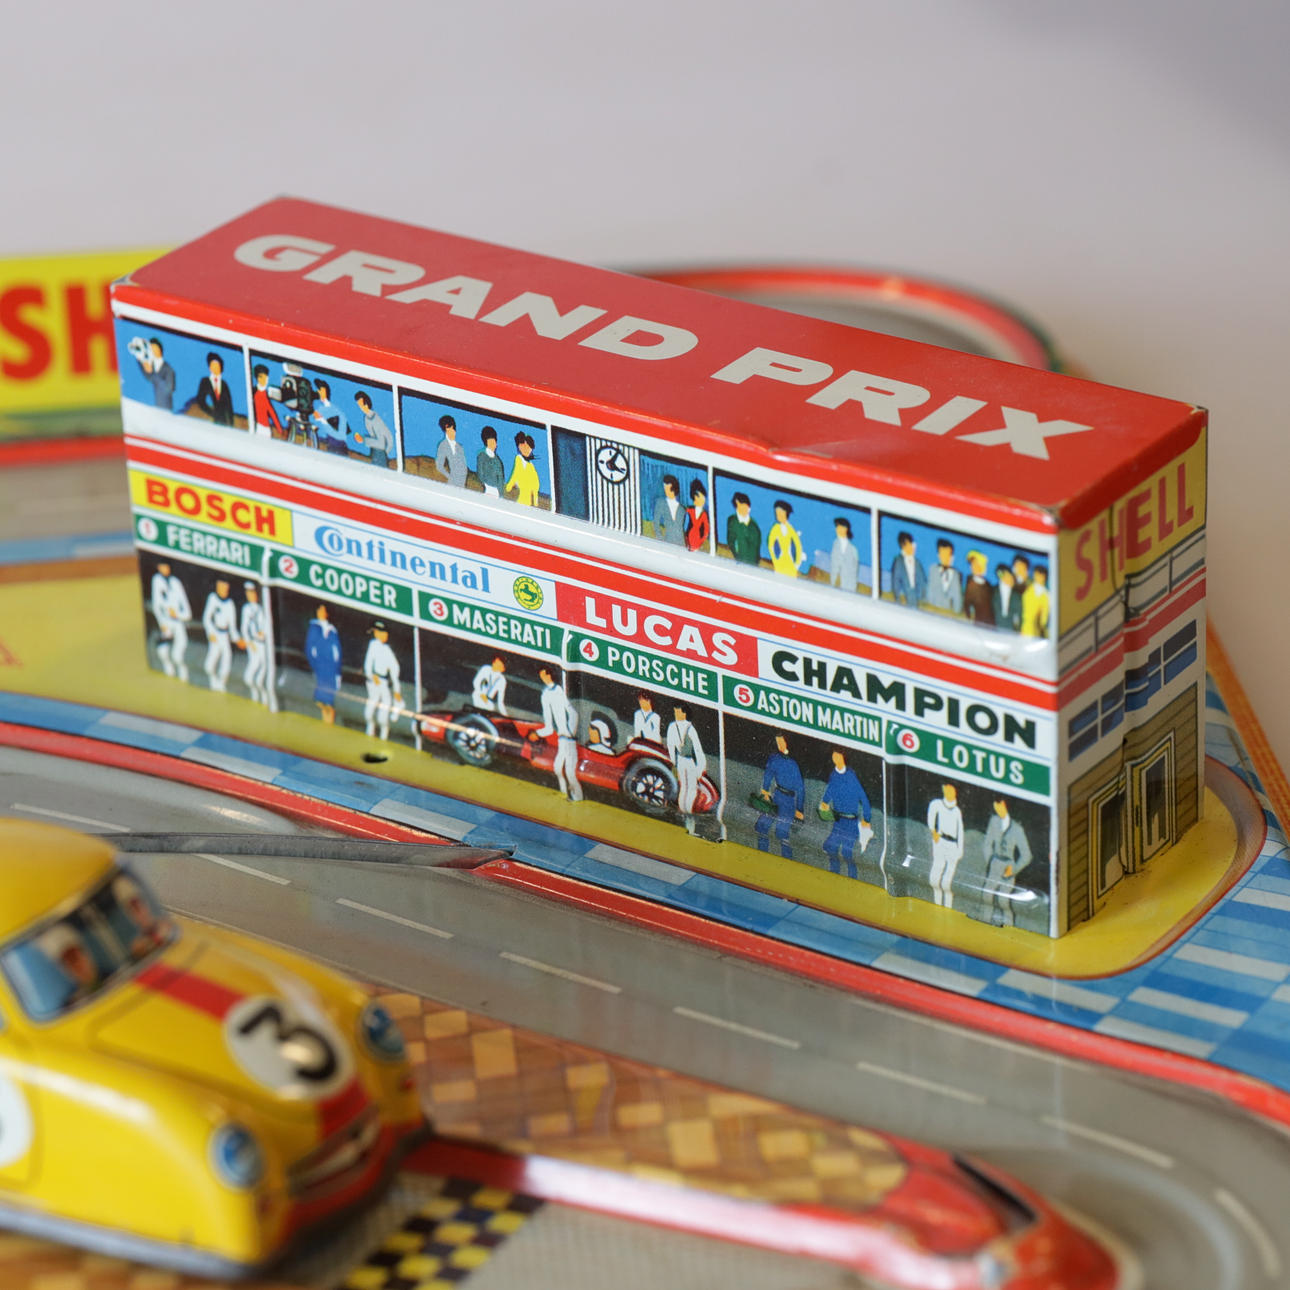 GRAND PRIX
SH
SHELL
BOSCH
Continental
LUCAS
CHAMPION
1 FERRARI
2 COOPER
3 MASERATI
4 PORSCHE
5 ASTON MARTIN
6 LOTUS
3